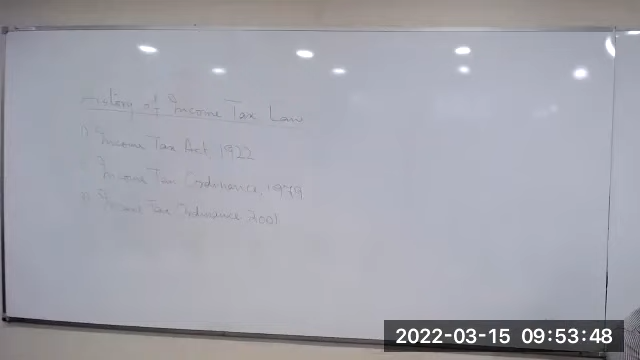 History of Income Tax Law
1) Income Tax Act 1922
Income Tax Ordinance, 1979
Income Tax Ordinance 2001
2022-03-15 09:53:48